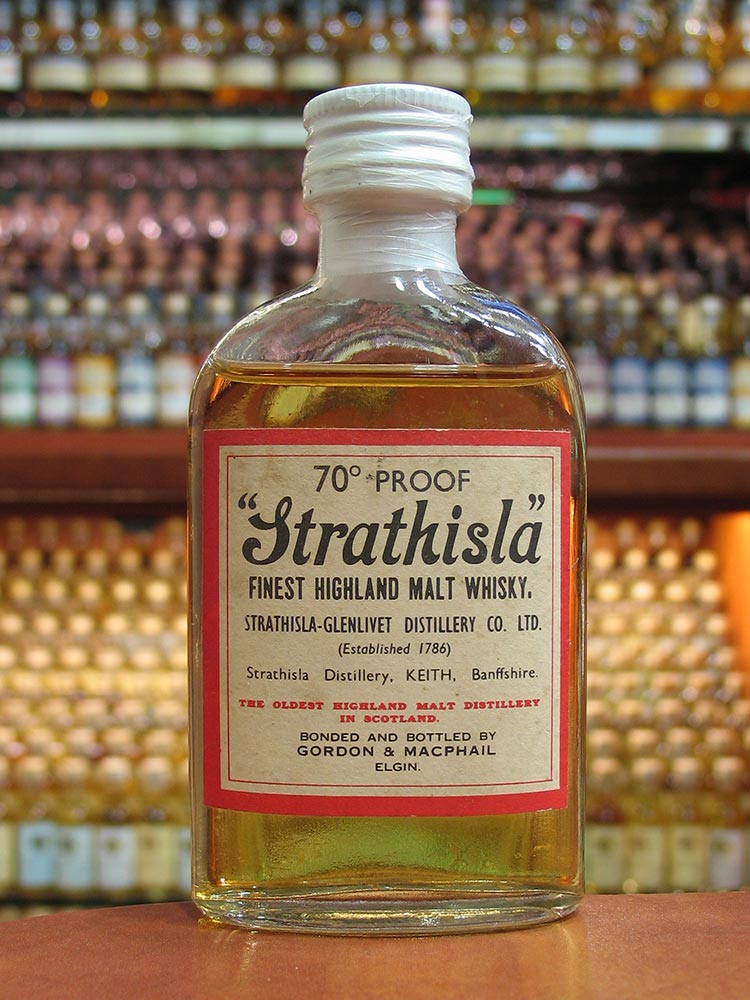 70° PROOF
"Strathisla"
FINEST HIGHLAND MALT WHISKY.
STRATHISLA-GLENLIVET DISTILLERY CO. LTD.
(Established 1786)
Strathisla Distillery, KEITH, Banffshire.
THE OLDEST HIGHLAND MALT DISTILLERY
IN SCOTLAND.
BONDED AND BOTTLED BY
GORDON & MACPHAIL
ELGIN.